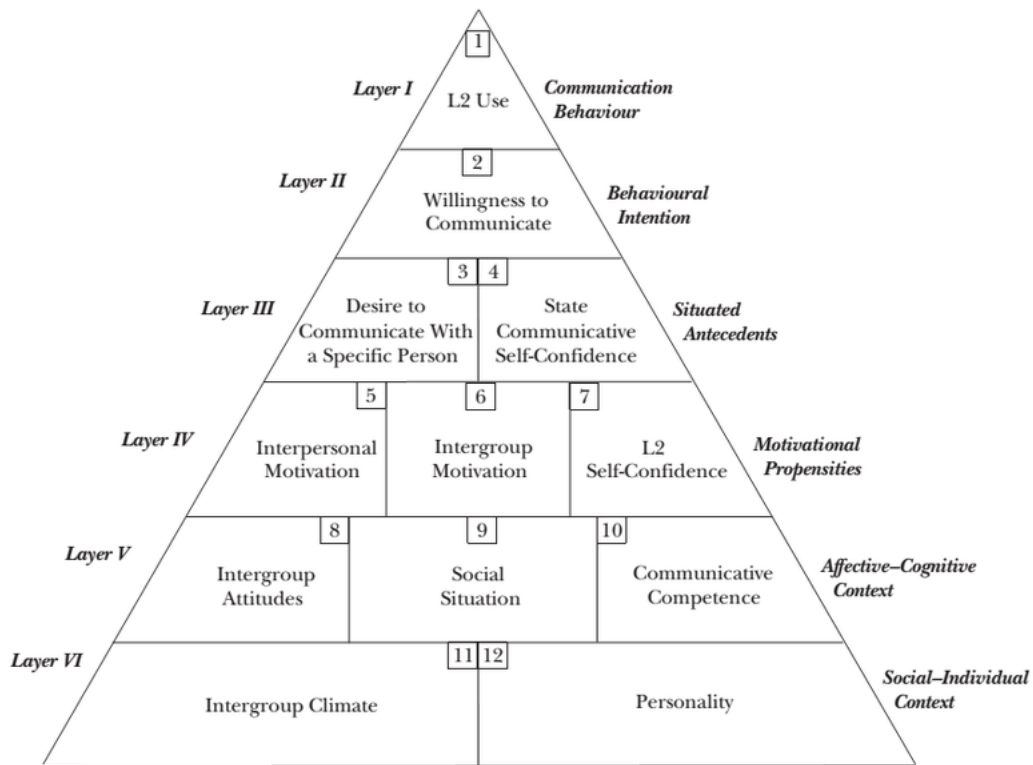 1
Layer I
L2 Use
Communication
Behaviour
2
Layer II
Willingness to
Communicate
Behavioural
Intention
3 4
Layer III
Desire to
Communicate With
a Specific Person
State
Communicative
Self-Confidence
Situated
Antecedents
5 6 7
Layer IV
Interpersonal
Motivation
Intergroup
Motivation
L2
Self-Confidence
Motivational
Propensities
8 9 10
Layer V
Intergroup
Attitudes
Social
Situation
Communicative
Competence
Affective–Cognitive
Context
11 12
Layer VI
Intergroup Climate
Personality
Social–Individual
Context